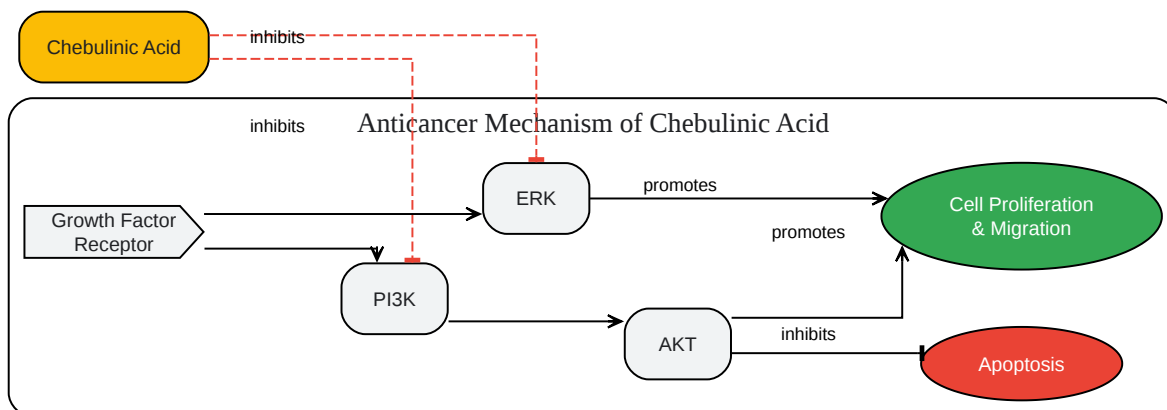 Chebulinic Acid
inhibits
inhibits
Anticancer Mechanism of Chebulinic Acid
ERK
promotes
Cell Proliferation
& Migration
Growth Factor
Receptor
promotes
PI3K
AKT
inhibits
Apoptosis